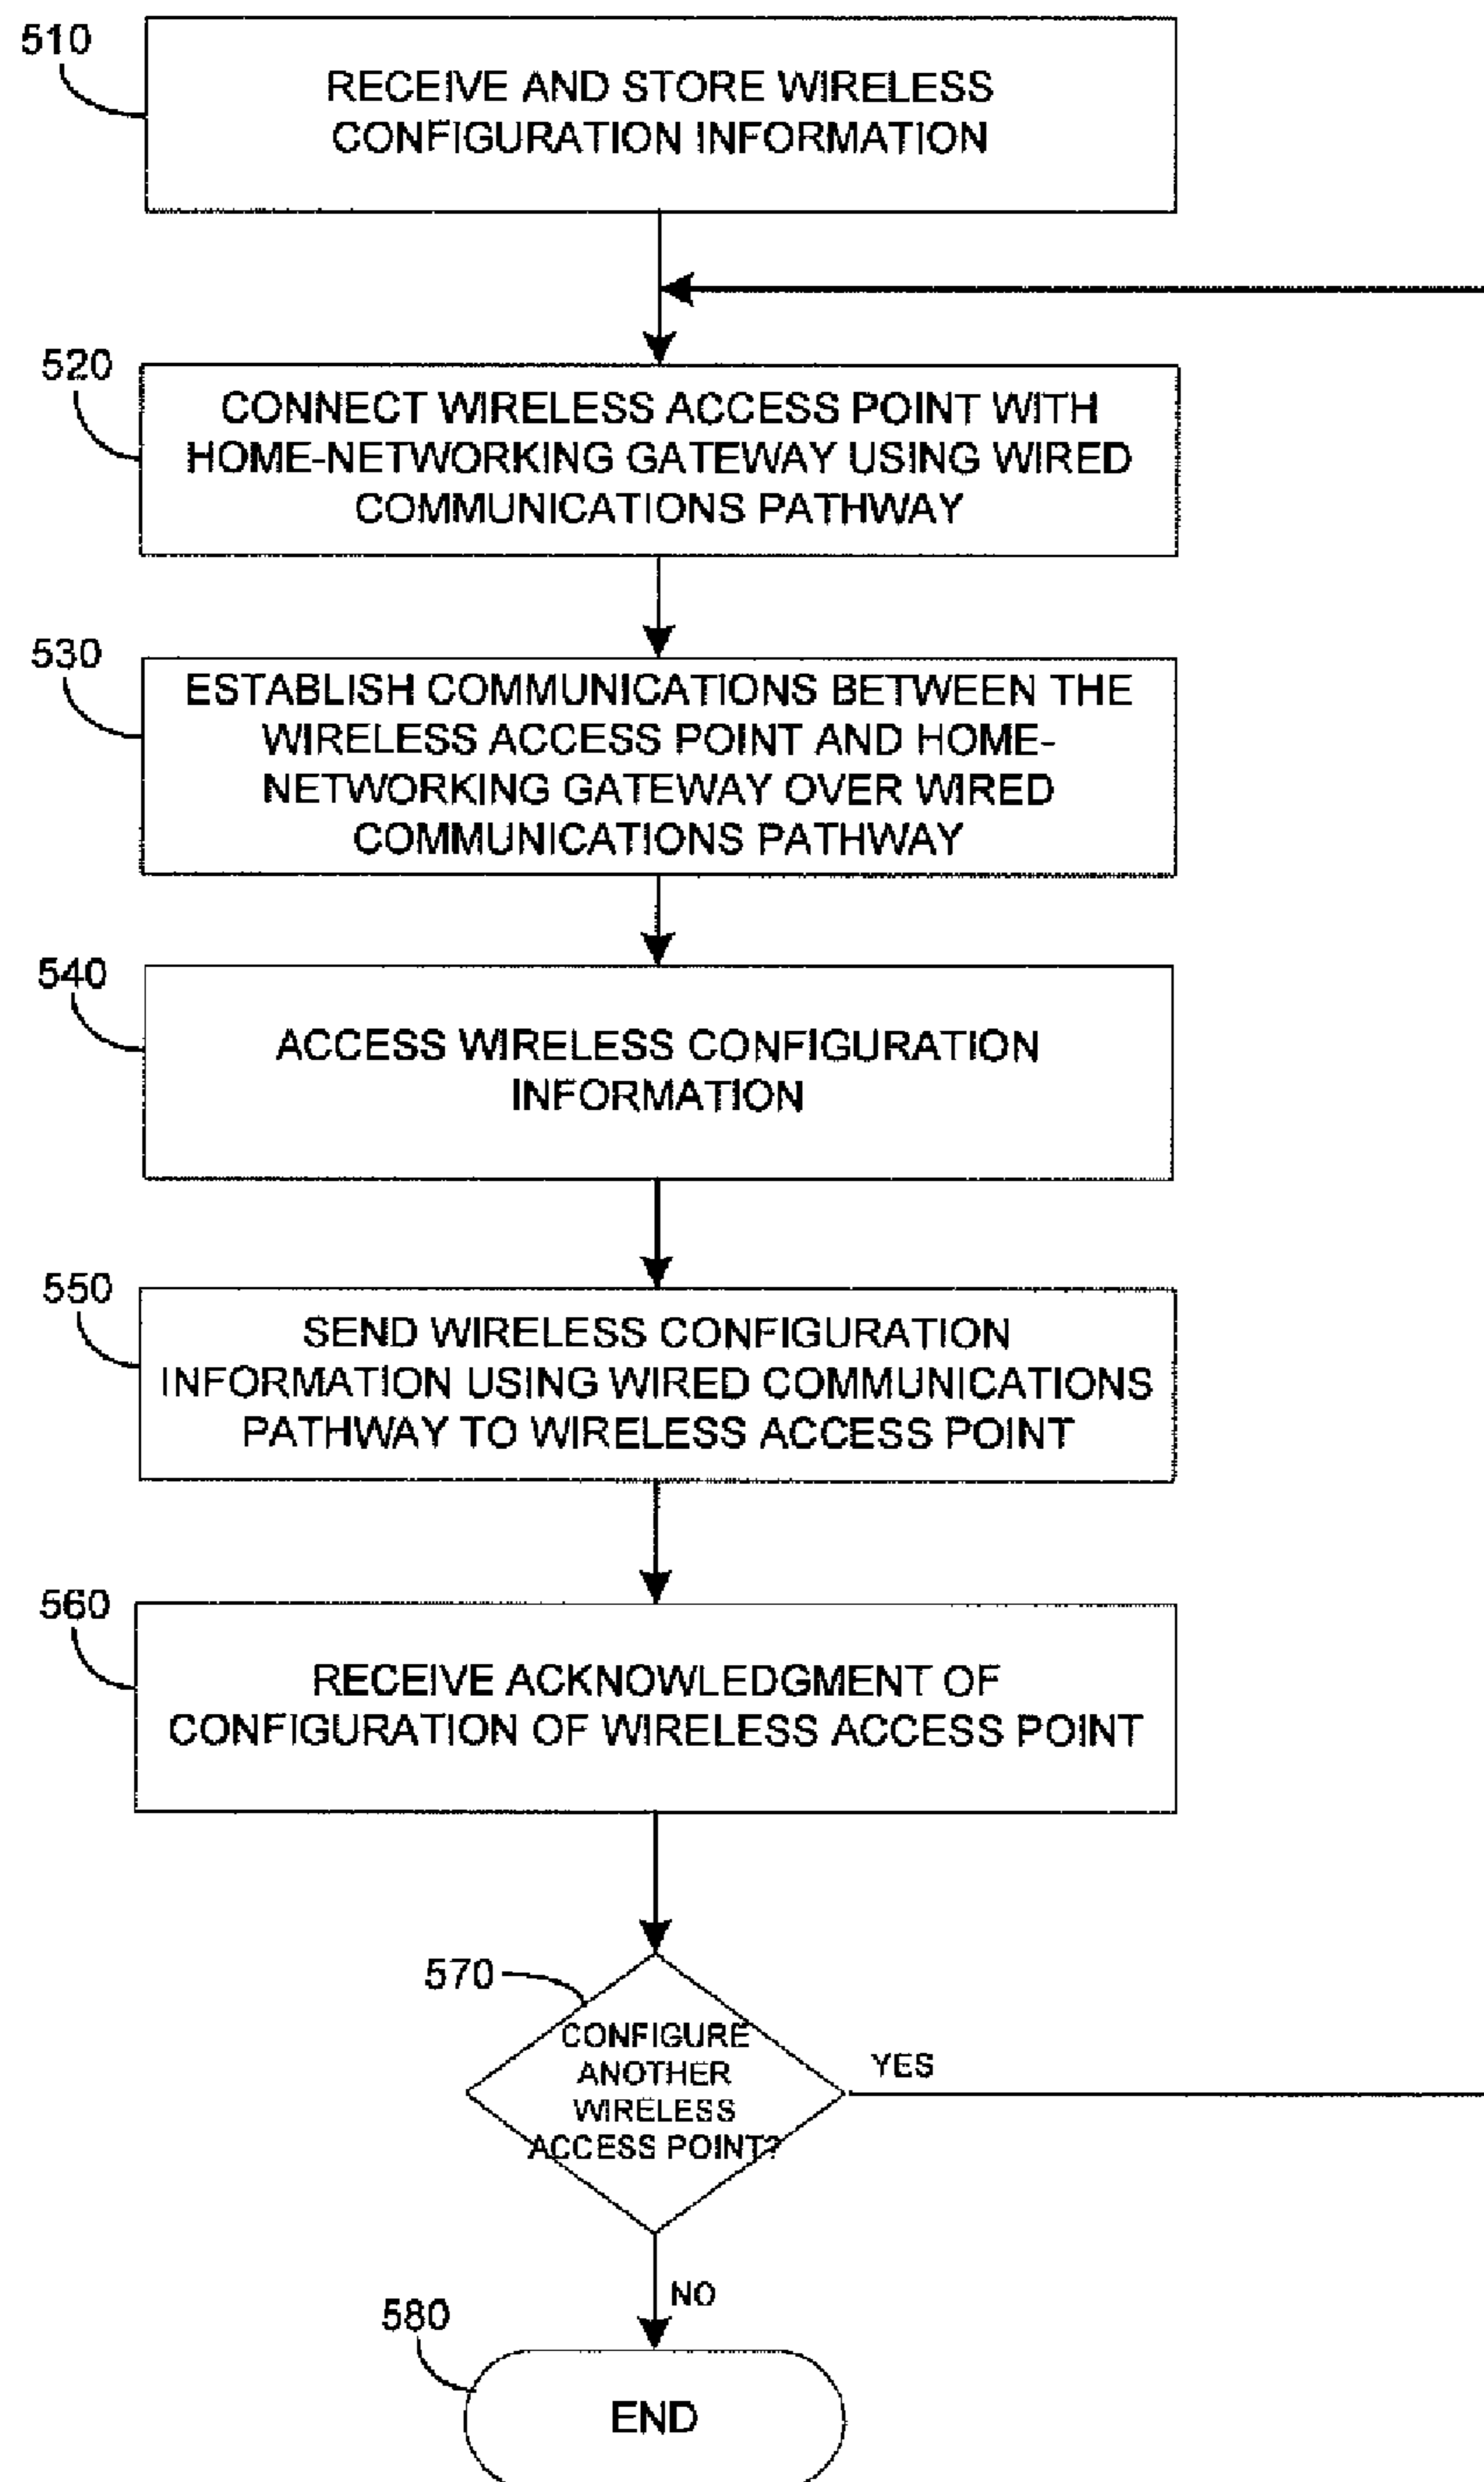 510
RECEIVE AND STORE WIRELESS
CONFIGURATION INFORMATION
520
CONNECT WIRELESS ACCESS POINT WITH
HOME-NETWORKING GATEWAY USING WIRED
COMMUNICATIONS PATHWAY
530
ESTABLISH COMMUNICATIONS BETWEEN THE
WIRELESS ACCESS POINT AND HOME-
NETWORKING GATEWAY OVER WIRED
COMMUNICATIONS PATHWAY
540
ACCESS WIRELESS CONFIGURATION
INFORMATION
550
SEND WIRELESS CONFIGURATION
INFORMATION USING WIRED COMMUNICATIONS
PATHWAY TO WIRELESS ACCESS POINT
560
RECEIVE ACKNOWLEDGMENT OF
CONFIGURATION OF WIRELESS ACCESS POINT
570
CONFIGURE
ANOTHER
WIRELESS
ACCESS POINT?
YES
NO
580
END